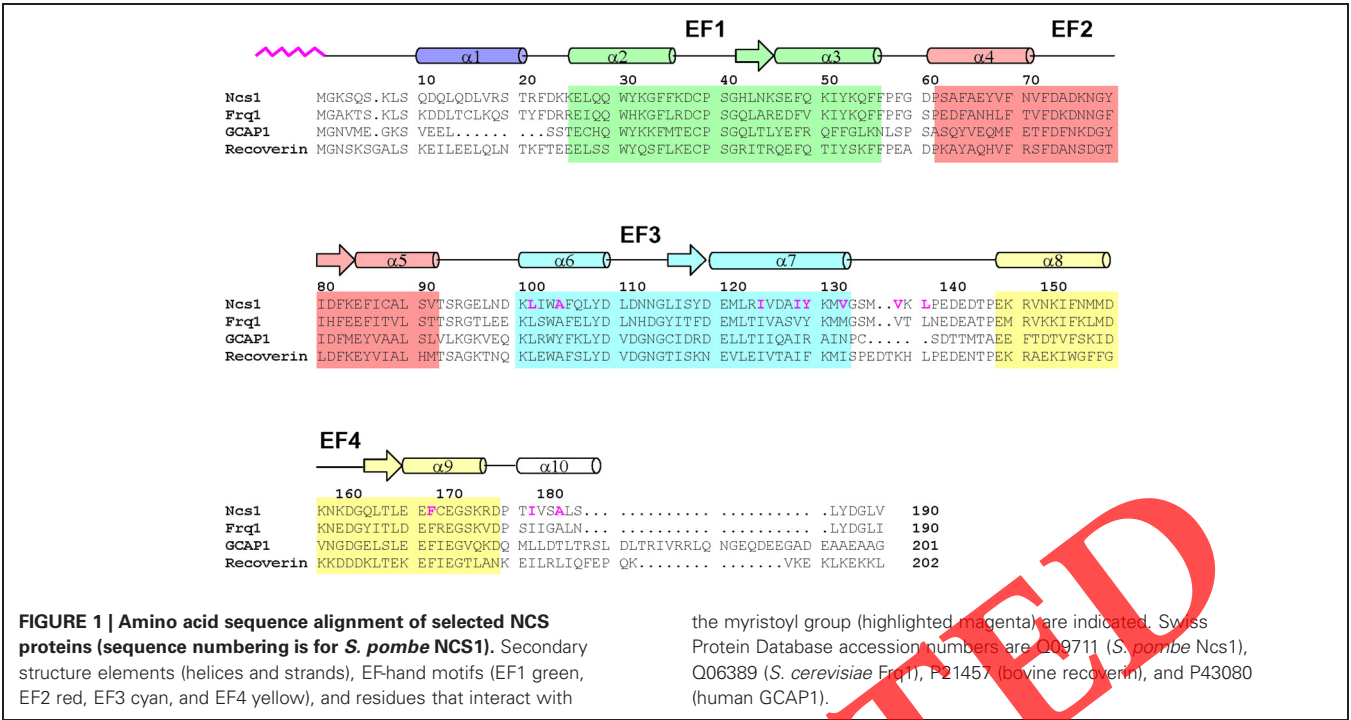 EF1 EF2
α1 α2 α3 α4
10 20 30 40 50 60 70
Ncs1 MGKSQS.KLS QDQLQDLVRS TRFDKKELQQ WYKGFFKDCP SGHLNKSEFQ KIYKQFFPFG DPSAFAEYVF NVFDADKNGY
Frq1 MGAKTS.KLS KDDLTCLKQS TYFDRREIQQ WHKGFLRDCP SGQLAREDFV KIYKQFFPFG SPEDFANHLF TVFDKDNNGF
GCAP1 MGNVME.GKS VEEL...... ....SSTECHQ WYKKFMTECP SGQLTLYEFR QFFGLKNLSP SASQYVEQMF ETFDFNKDGY
Recoverin MGNSKSGALS KEILEELQLN TKFTEEELSS WYQSFLKECP SGRITRQEFQ TIYSKFFPEA DPKAYAQHVF RSFDANSDGT
EF3
α5 α6 α7 α8
80 90 100 110 120 130 140 150
Ncs1 IDFKEFICAL SVTSRGELND KLIWAFQLYD LDNNGLISYD EMLRIVDAIY KMVGSM..VK LPEDEDTPEK RVNKIFNMMD
Frq1 IHFEEFITVL STTSRGTLEE KLSWAFELYD LNHDGYITFD EMLTIVASVY KMMGSM..VT LNEDEATPEM RVKKIFKLMD
GCAP1 IDFMEYVAAL SLVLKGKVEQ KLRWYFKLYD VDGNGCIDRD ELLTIIQAIR AINPC..... .SDTTMTAEE FTDTVFSKID
Recoverin LDFKEYVIAL HMTSAGKTNQ KLEWAFSLYD VDGNGTISKN EVLEIVTAIF KMISPEDTKH LPEDENTPEK RAEKIWGFFG
EF4
α9 α10
160 170 180
Ncs1 KNKDGQLTLE EFCEGSKRDP TIVSALS... .......... .......... LYDGLV 190
Frq1 KNEDGYITLD EFREGSKVDP SIIGALN... .......... .......... LYDGLI 190
GCAP1 VNGDGELSLE EFIEGVQKDQ MLLDTLTRSL DLTRIVRRLQ NGEQDEEGAD EAAEAAG 201
Recoverin KKDDDKLTEK EFIEGTLANK EILRLIQFEP QK........ .......VKE KLKEKKL 202
FIGURE 1 | Amino acid sequence alignment of selected NCS
proteins (sequence numbering is for S. pombe NCS1). Secondary
structure elements (helices and strands), EF-hand motifs (EF1 green,
EF2 red, EF3 cyan, and EF4 yellow), and residues that interact with
the myristoyl group (highlighted magenta) are indicated. Swiss
Protein Database accession numbers are Q09711 (S. pombe Ncs1),
Q06389 (S. cerevisiae Frq1), P21457 (bovine recoverin), and P43080
(human GCAP1).
TED